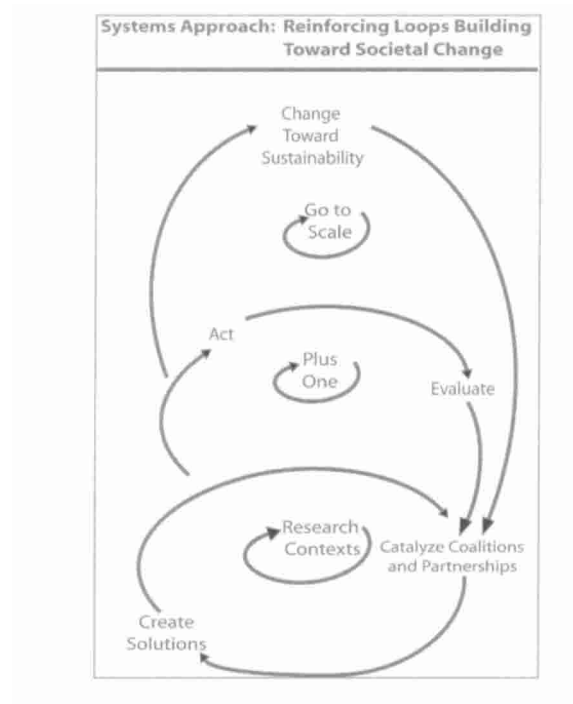 Systems Approach: Reinforcing Loops Building
Toward Societal Change
Change
Toward
Sustainability
Go to
Scale
Act
Plus
One
Evaluate
Research
Contexts
Catalyze Coalitions
and Partnerships
Create
Solutions